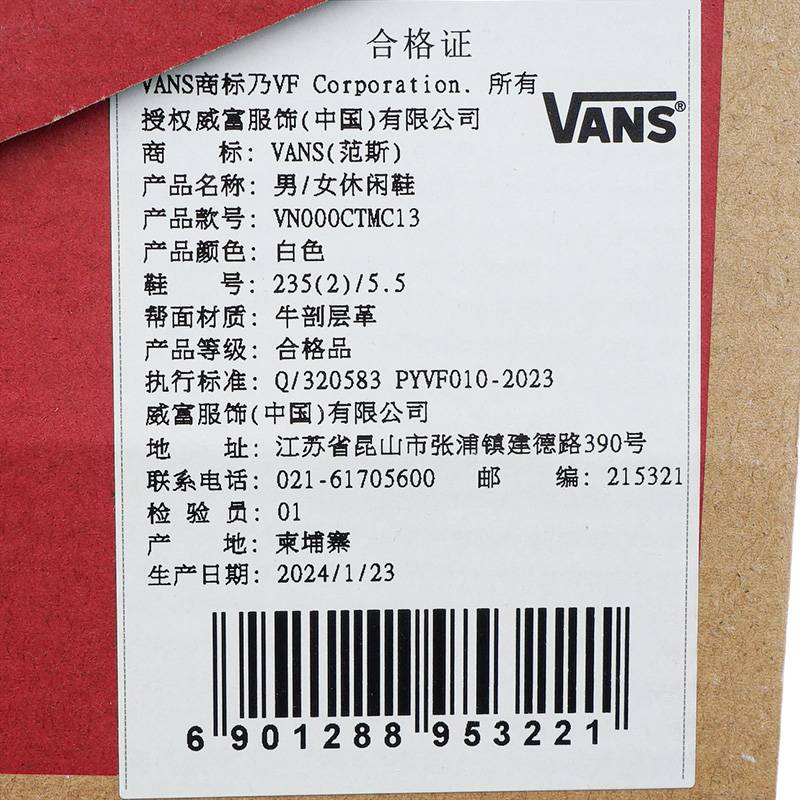 合格证
VANS商标乃VF Corporation. 所有
授权威富服饰(中国)有限公司
VANS®
商 标: VANS(范斯)
产品名称: 男/女休闲鞋
产品款号: VN000CTMC13
产品颜色: 白色
鞋 号: 235(2)/5.5
帮面材质: 牛剖层革
产品等级: 合格品
执行标准: Q/320583 PYVF010-2023
威富服饰(中国)有限公司
地 址: 江苏省昆山市张浦镇建德路390号
联系电话: 021-61705600 邮 编: 215321
检 验 员: 01
产 地: 柬埔寨
生产日期: 2024/1/23
6 901288 953221